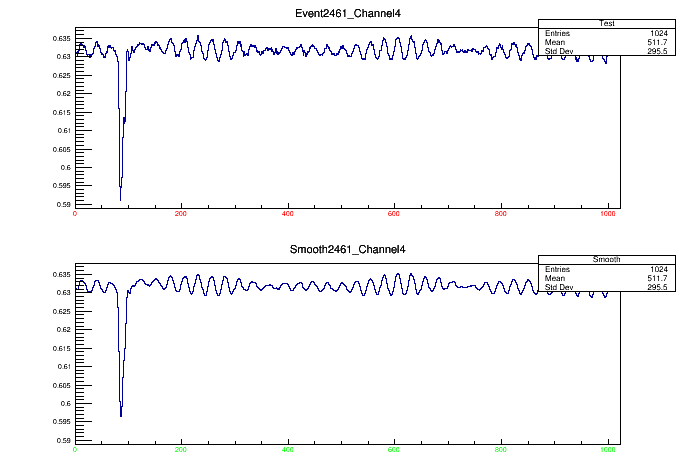 Event2461_Channel4
Test
Entries 1024
Mean 511.7
Std Dev 295.5
0.635
0.63
0.625
0.62
0.615
0.61
0.605
0.6
0.595
0.59
0 200 400 600 800 1000
Smooth2461_Channel4
Smooth
Entries 1024
Mean 511.7
Std Dev 295.5
0.635
0.63
0.625
0.62
0.615
0.61
0.605
0.6
0.595
0.59
0 200 400 600 800 1000